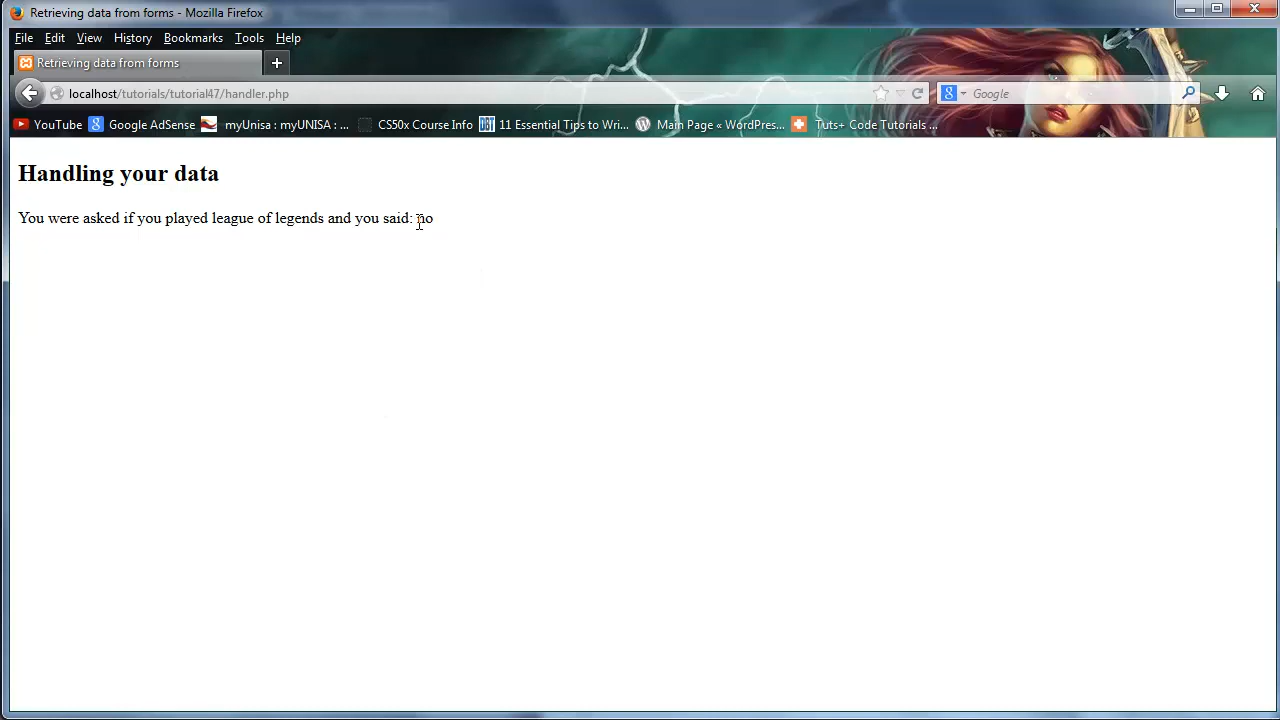 Retrieving data from forms - Mozilla Firefox
File Edit View History Bookmarks Tools Help
Retrieving data from forms
localhost/tutorials/tutorial47/handler.php Google
YouTube Google AdSense myUnisa : myUNISA : ... CS50x Course Info DBT 11 Essential Tips to Wri... Main Page « WordPres... Tuts+ Code Tutorials ...
Handling your data
You were asked if you played league of legends and you said: no